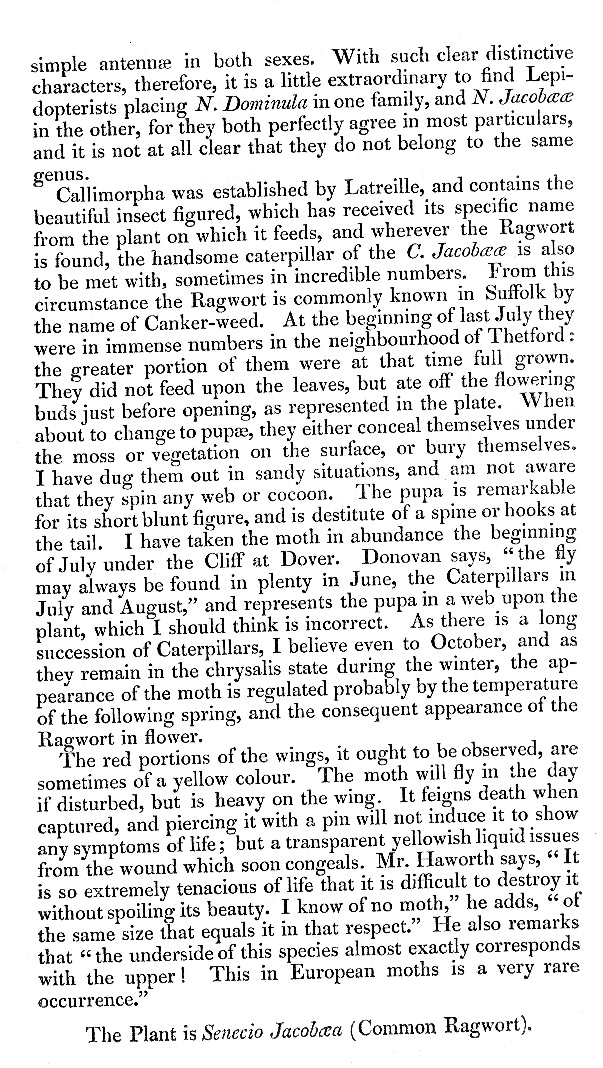 simple antennæ in both sexes. With such clear distinctive
characters, therefore, it is a little extraordinary to find Lepi-
dopterists placing N. Dominula in one family, and N. Jacobææ
in the other, for they both perfectly agree in most particulars,
and it is not at all clear that they do not belong to the same
genus.
Callimorpha was established by Latreille, and contains the
beautiful insect figured, which has received its specific name
from the plant on which it feeds, and wherever the Ragwort
is found, the handsome caterpillar of the C. Jacobææ is also
to be met with, sometimes in incredible numbers. From this
circumstance the Ragwort is commonly known in Suffolk by
the name of Canker-weed. At the beginning of last July they
were in immense numbers in the neighbourhood of Thetford:
the greater portion of them were at that time full grown.
They did not feed upon the leaves, but ate off the flowering
buds just before opening, as represented in the plate. When
about to change to pupæ, they either conceal themselves under
the moss or vegetation on the surface, or bury themselves.
I have dug them out in sandy situations, and am not aware
that they spin any web or cocoon. The pupa is remarkable
for its short blunt figure, and is destitute of a spine or hooks at
the tail. I have taken the moth in abundance the beginning
of July under the Cliff at Dover. Donovan says, “the fly
may always be found in plenty in June, the Caterpillars in
July and August,” and represents the pupa in a web upon the
plant, which I should think is incorrect. As there is a long
succession of Caterpillars, I believe even to October, and as
they remain in the chrysalis state during the winter, the ap-
pearance of the moth is regulated probably by the temperature
of the following spring, and the consequent appearance of the
Ragwort in flower.
The red portions of the wings, it ought to be observed, are
sometimes of a yellow colour. The moth will fly in the day
if disturbed, but is heavy on the wing. It feigns death when
captured, and piercing it with a pin will not induce it to show
any symptoms of life; but a transparent yellowish liquid issues
from the wound which soon congeals. Mr. Haworth says, “It
is so extremely tenacious of life that it is difficult to destroy it
without spoiling its beauty. I know of no moth,” he adds, “of
the same size that equals it in that respect.” He also remarks
that “the underside of this species almost exactly corresponds
with the upper! This in European moths is a very rare
occurrence.”
The Plant is Senecio Jacobæa (Common Ragwort).